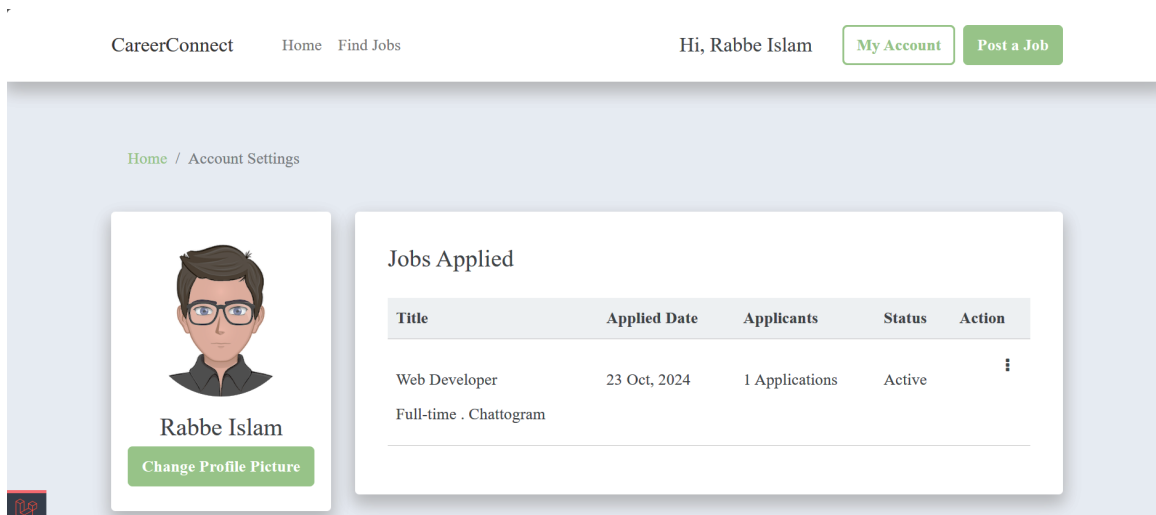 CareerConnect Home Find Jobs Hi, Rabbe Islam My Account Post a Job
Home / Account Settings
Rabbe Islam
Change Profile Picture
Jobs Applied
Title Applied Date Applicants Status Action
Web Developer 23 Oct, 2024 1 Applications Active
Full-time . Chattogram